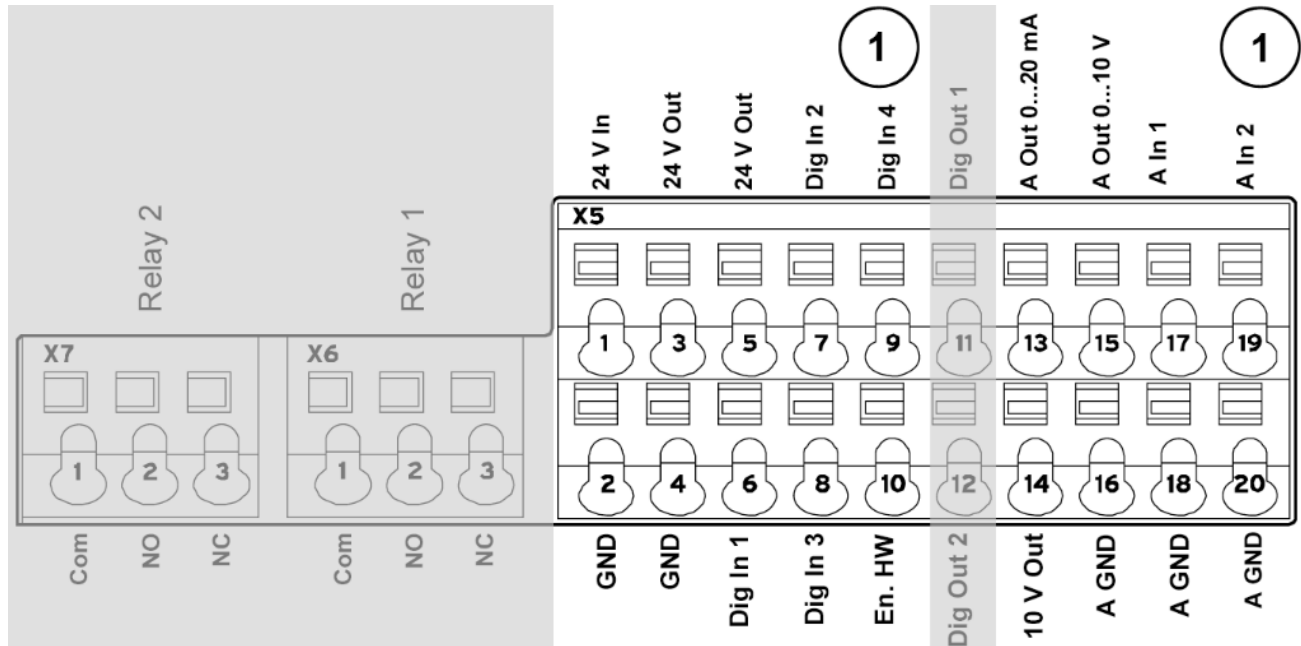 1
1
24 V In
24 V Out
24 V Out
Dig In 2
Dig In 4
Dig Out 1
A Out 0...20 mA
A Out 0...10 V
A In 1
A In 2
Relay 2
Relay 1
X5
1 3 5 7 9 11 13 15 17 19
X7
X6
1 2 3
1 2 3
2 4 6 8 10 12 14 16 18 20
Com
NO
NC
Com
NO
NC
GND
GND
Dig In 1
Dig In 3
En. HW
Dig Out 2
10 V Out
A GND
A GND
A GND